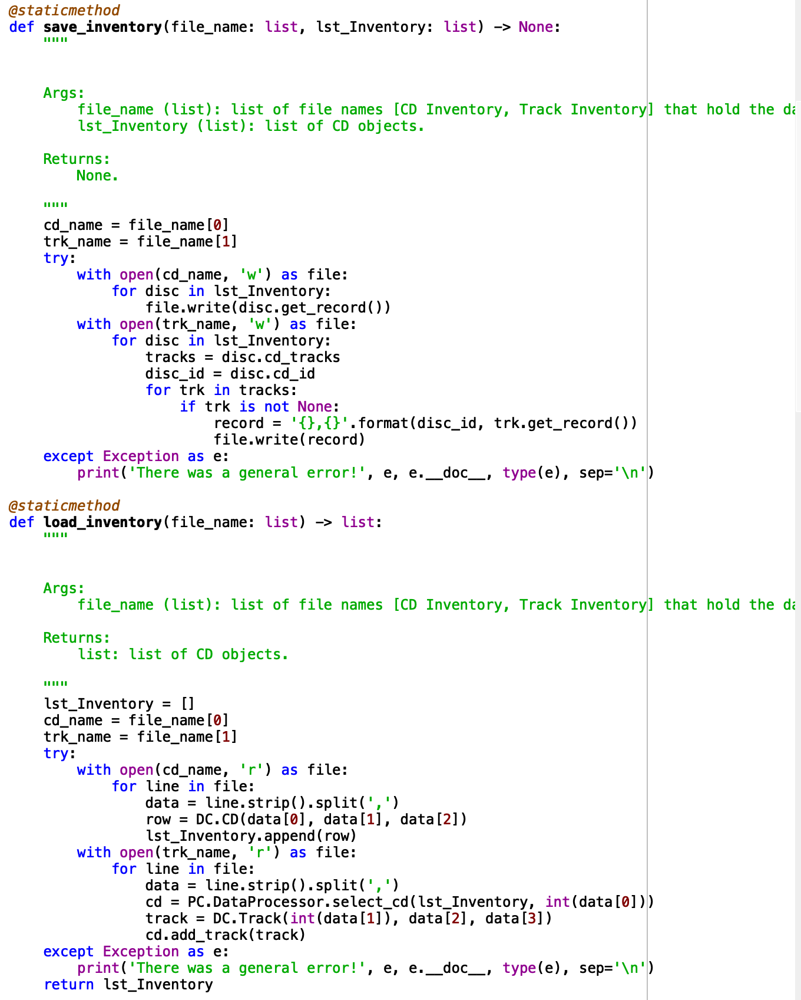 @staticmethod
def save_inventory(file_name: list, lst_Inventory: list) -> None:
    """


    Args:
        file_name (list): list of file names [CD Inventory, Track Inventory] that hold the
        lst_Inventory (list): list of CD objects.

    Returns:
        None.

    """
    cd_name = file_name[0]
    trk_name = file_name[1]
    try:
        with open(cd_name, 'w') as file:
            for disc in lst_Inventory:
                file.write(disc.get_record())
        with open(trk_name, 'w') as file:
            for disc in lst_Inventory:
                tracks = disc.cd_tracks
                disc_id = disc.cd_id
                for trk in tracks:
                    if trk is not None:
                        record = '{},{}'.format(disc_id, trk.get_record())
                        file.write(record)
    except Exception as e:
        print('There was a general error!', e, e.__doc__, type(e), sep='\n')

@staticmethod
def load_inventory(file_name: list) -> list:
    """


    Args:
        file_name (list): list of file names [CD Inventory, Track Inventory] that hold the

    Returns:
        list: list of CD objects.

    """
    lst_Inventory = []
    cd_name = file_name[0]
    trk_name = file_name[1]
    try:
        with open(cd_name, 'r') as file:
            for line in file:
                data = line.strip().split(',')
                row = DC.CD(data[0], data[1], data[2])
                lst_Inventory.append(row)
        with open(trk_name, 'r') as file:
            for line in file:
                data = line.strip().split(',')
                cd = PC.DataProcessor.select_cd(lst_Inventory, int(data[0]))
                track = DC.Track(int(data[1]), data[2], data[3])
                cd.add_track(track)
    except Exception as e:
        print('There was a general error!', e, e.__doc__, type(e), sep='\n')
    return lst_Inventory